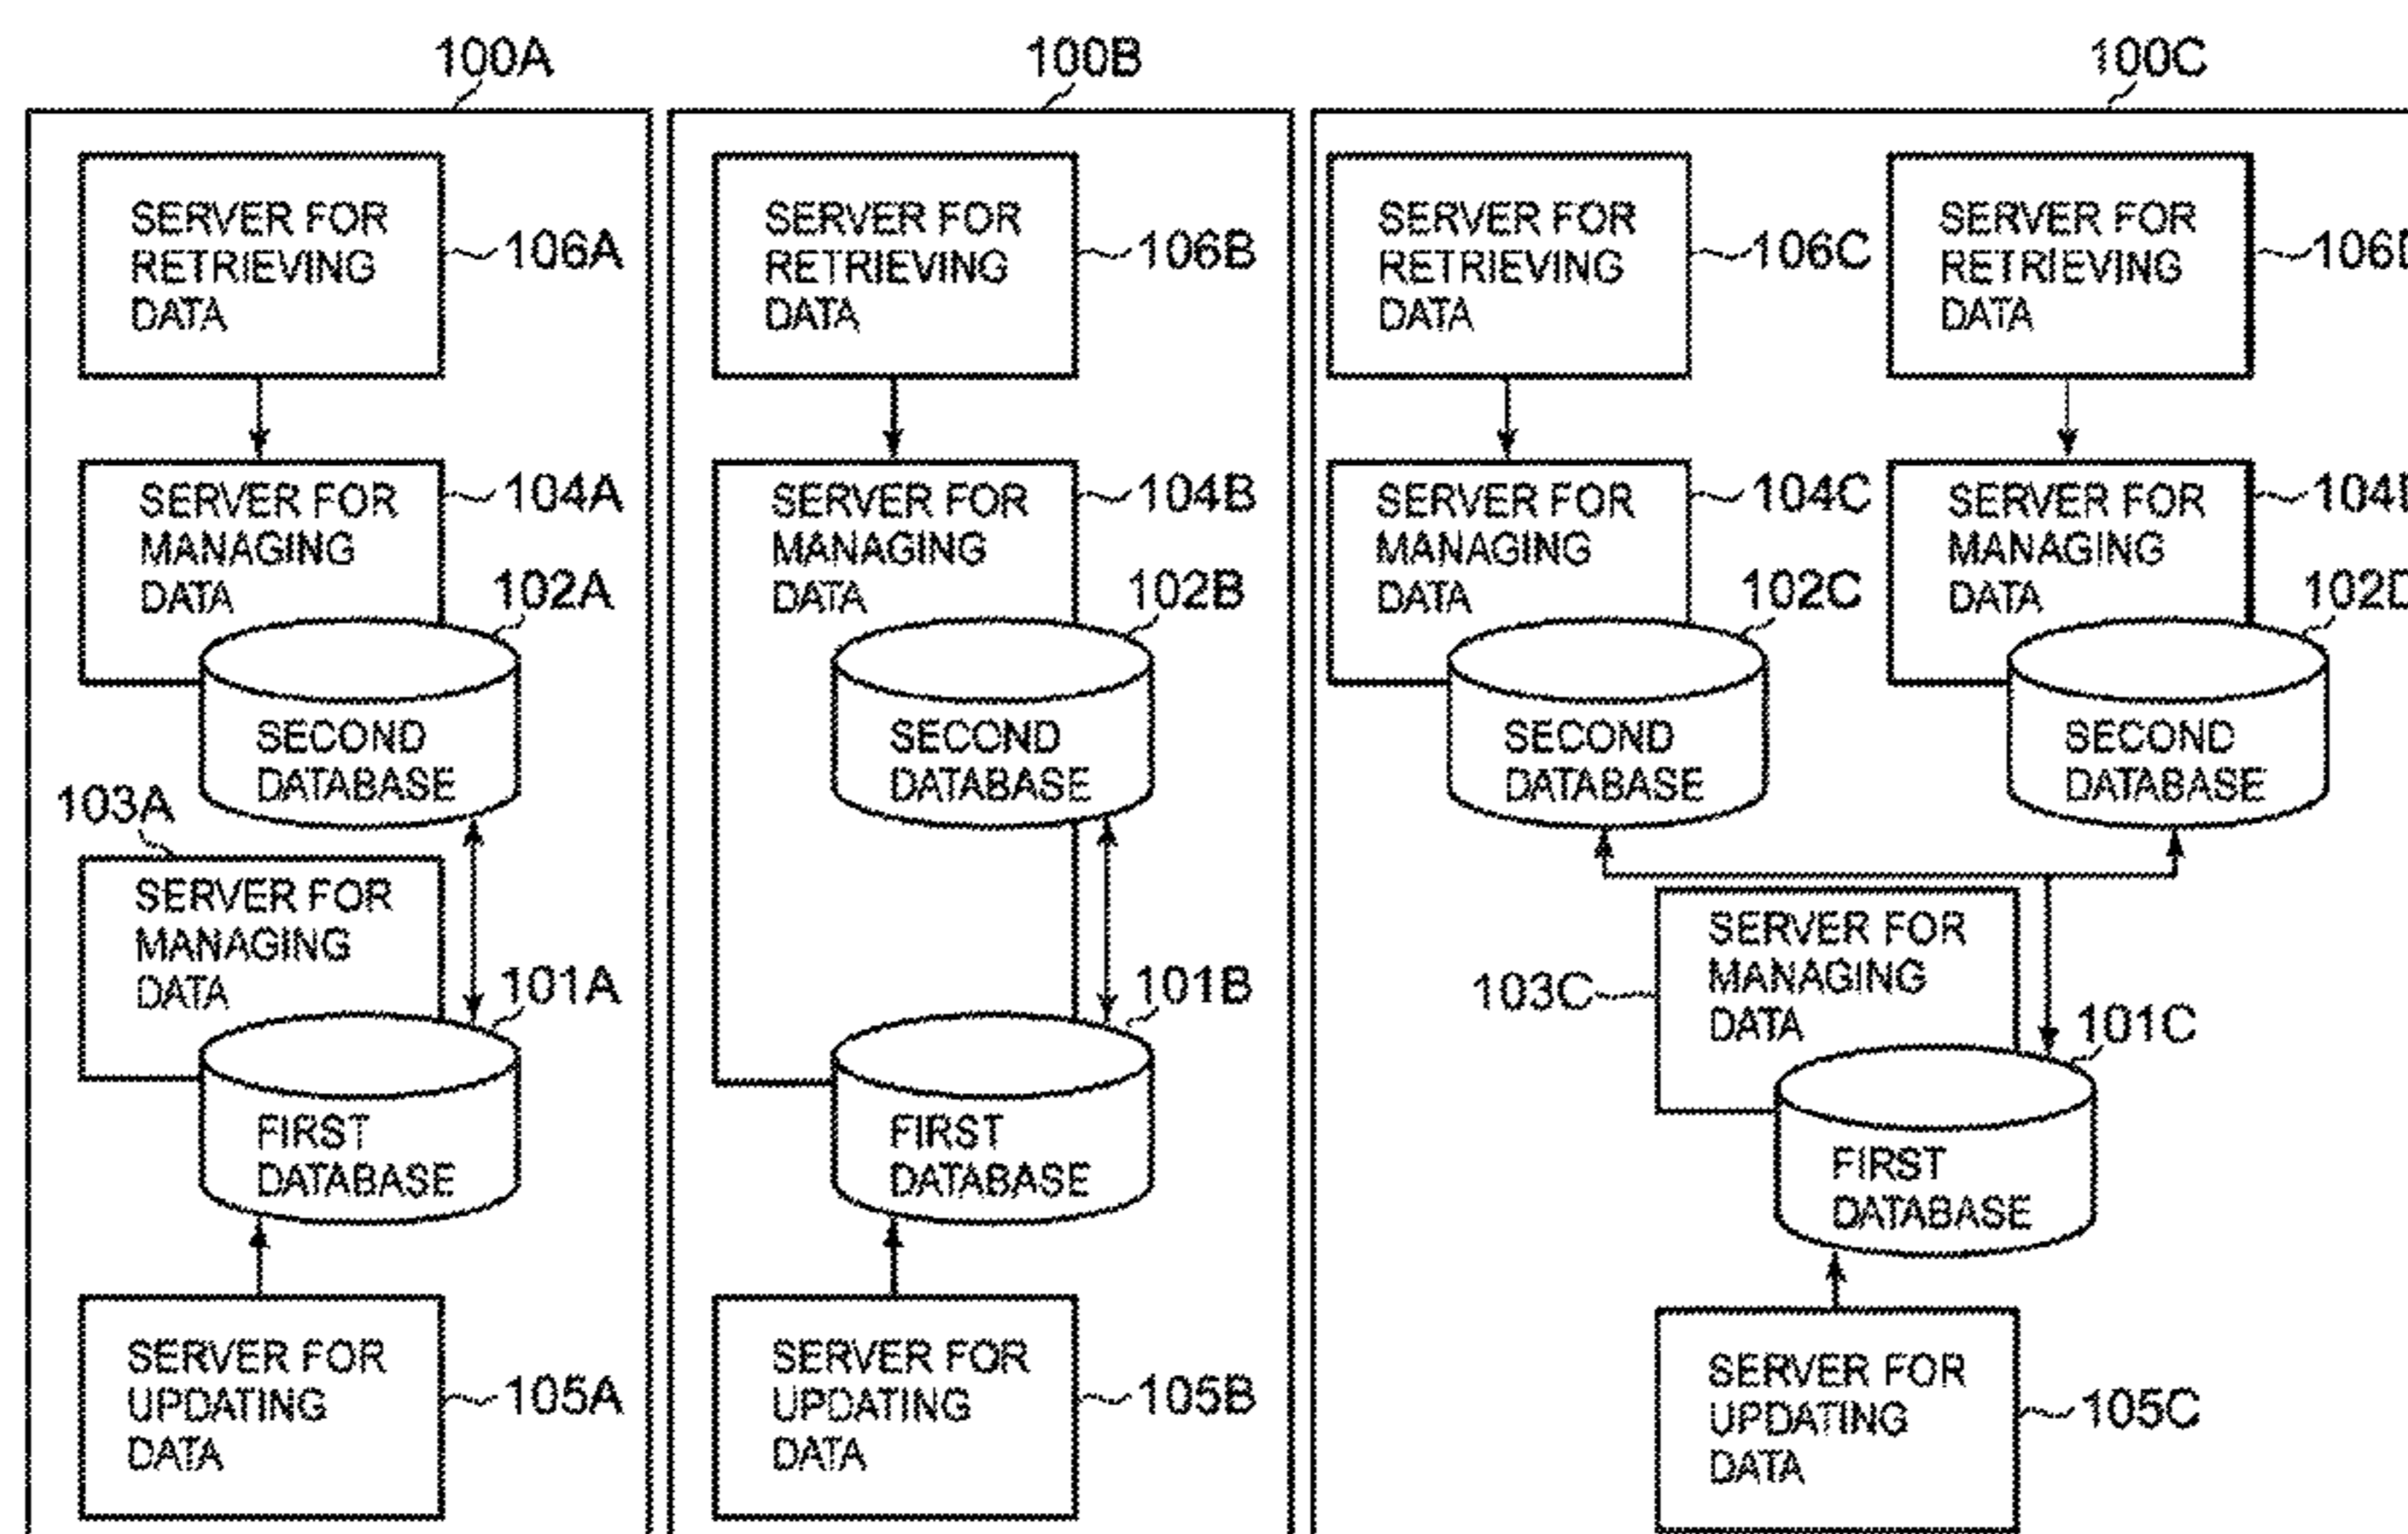 100A
100B
100C
SERVER FOR
RETRIEVING
DATA
106A
SERVER FOR
RETRIEVING
DATA
106B
SERVER FOR
RETRIEVING
DATA
106C
SERVER FOR
RETRIEVING
DATA
106D
SERVER FOR
MANAGING
DATA
104A
102A
SECOND
DATABASE
SERVER FOR
MANAGING
DATA
104B
102B
SECOND
DATABASE
SERVER FOR
MANAGING
DATA
104C
102C
SECOND
DATABASE
SERVER FOR
MANAGING
DATA
104D
102D
SECOND
DATABASE
103A
SERVER FOR
MANAGING
DATA
101A
FIRST
DATABASE
101B
FIRST
DATABASE
103C
SERVER FOR
MANAGING
DATA
101C
FIRST
DATABASE
SERVER FOR
UPDATING
DATA
105A
SERVER FOR
UPDATING
DATA
105B
SERVER FOR
UPDATING
DATA
105C